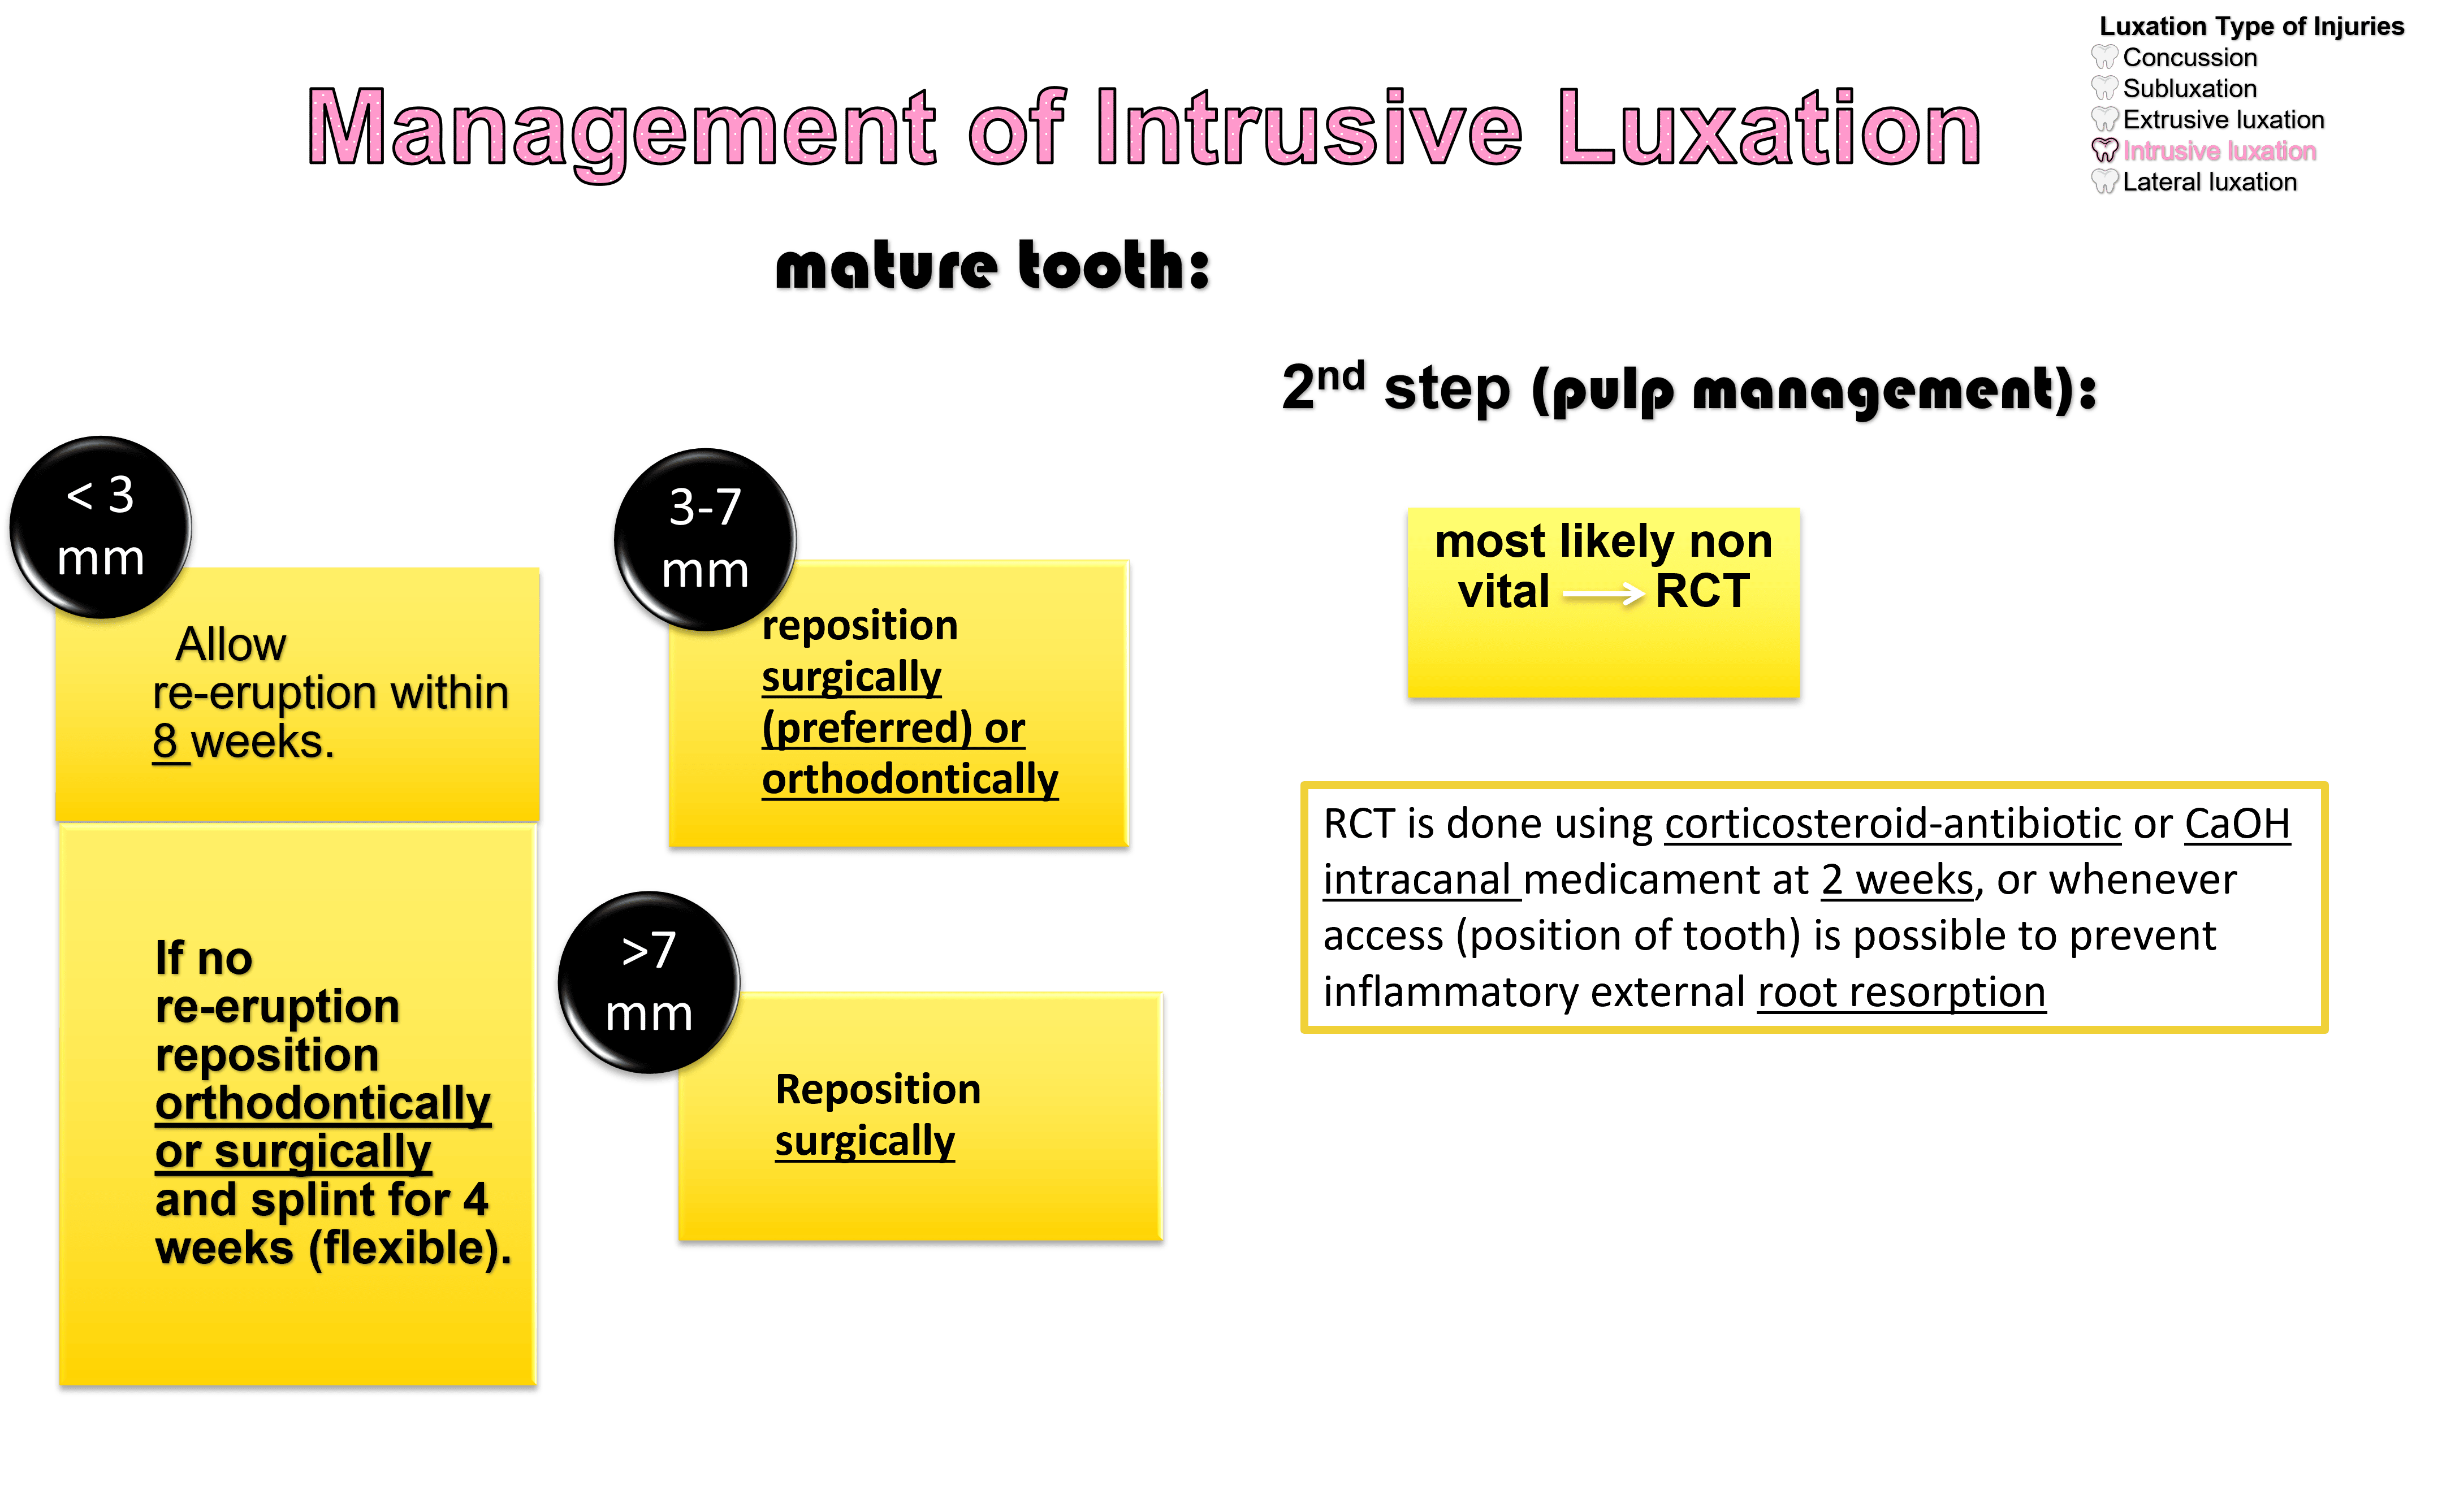 Luxation Type of Injuries
Concussion
Subluxation
Extrusive luxation
Intrusive luxation
Lateral luxation
Management of Intrusive Luxation
mature tooth:
2nd step (pulp management):
< 3
mm
Allow
re-eruption within
8 weeks.
If no
re-eruption
reposition
orthodontically
or surgically
and splint for 4
weeks (flexible).
3-7
mm
reposition
surgically
(preferred) or
orthodontically
>7
mm
Reposition
surgically
most likely non
vital → RCT
RCT is done using corticosteroid-antibiotic or CaOH
intracanal medicament at 2 weeks, or whenever
access (position of tooth) is possible to prevent
inflammatory external root resorption